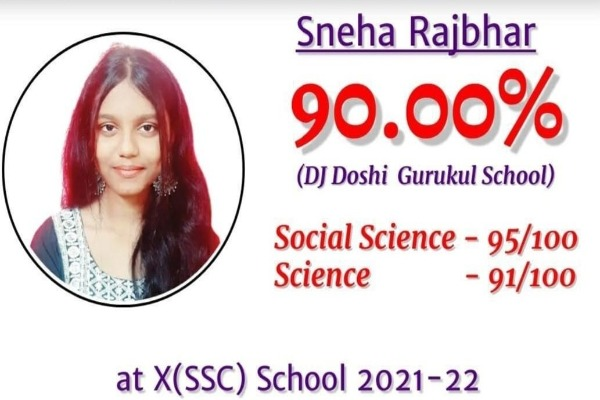 Sneha Rajbhar
90.00%
(DJ Doshi Gurukul School)
Social Science - 95/100
Science - 91/100
at X(SSC) School 2021-22